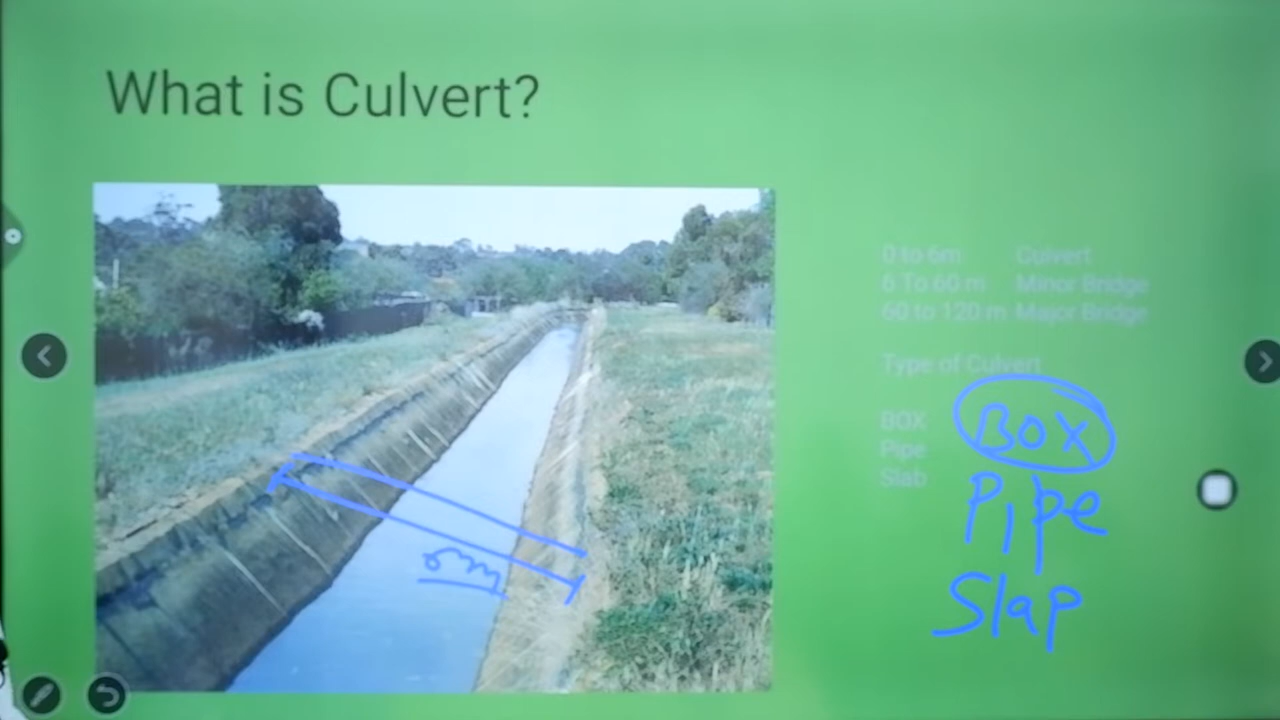 What is Culvert?
0 to 6m Culvert
6 To 60 m Minor Bridge
60 to 120 m Major Bridge
Type of Culvert
BOX
Pipe
Slab
BOX
Pipe
Slap